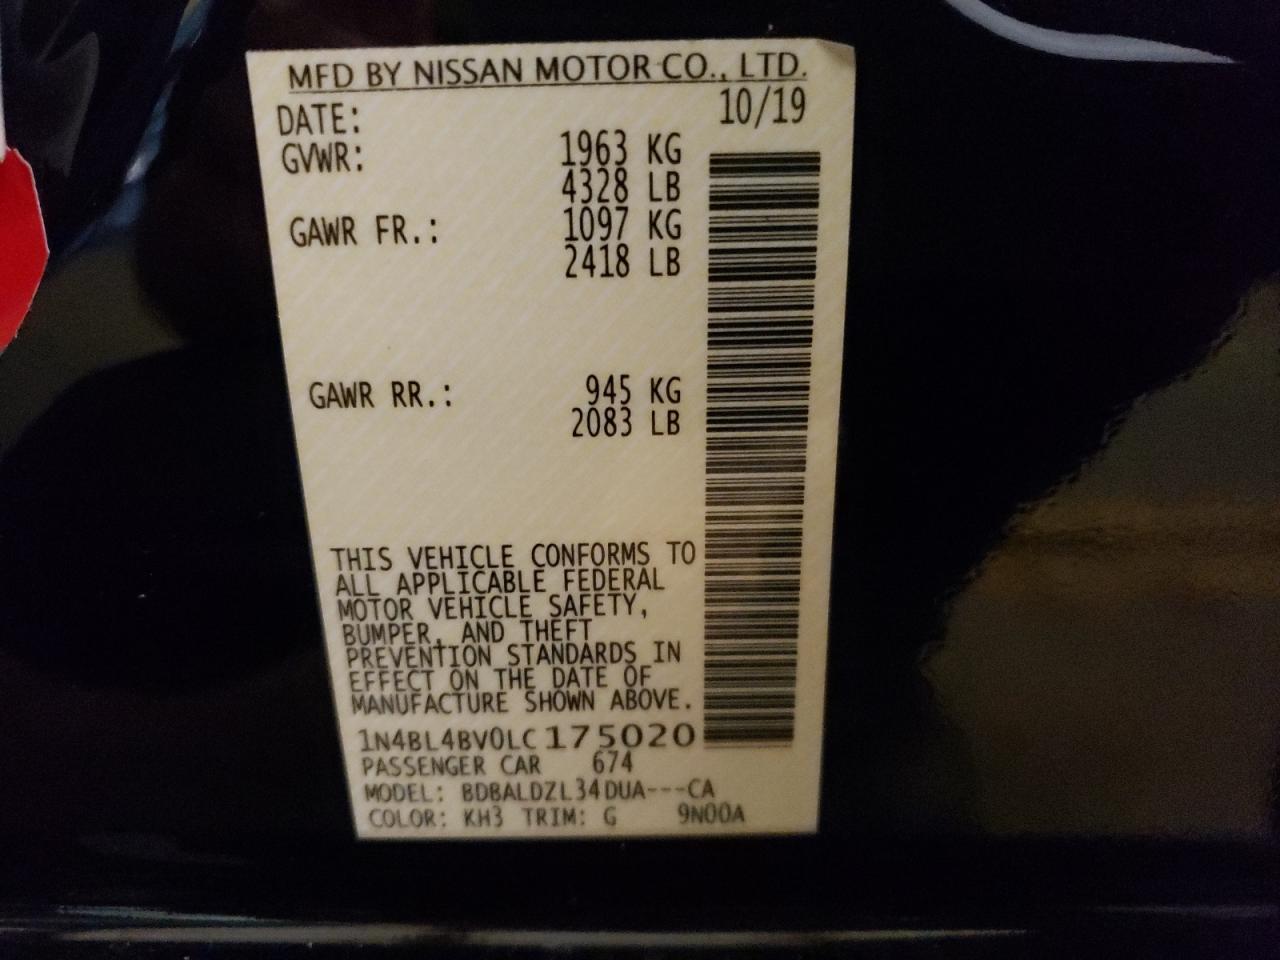 MFD BY NISSAN MOTOR CO., LTD.
DATE: 10/19
GVWR: 1963 KG
4328 LB
GAWR FR.: 1097 KG
2418 LB
GAWR RR.: 945 KG
2083 LB
THIS VEHICLE CONFORMS TO
ALL APPLICABLE FEDERAL
MOTOR VEHICLE SAFETY,
BUMPER, AND THEFT
PREVENTION STANDARDS IN
EFFECT ON THE DATE OF
MANUFACTURE SHOWN ABOVE.
1N4BL4BV0LC175020
PASSENGER CAR 674
MODEL: BDBALDZL34DUA---CA
COLOR: KH3 TRIM: G 9N00A